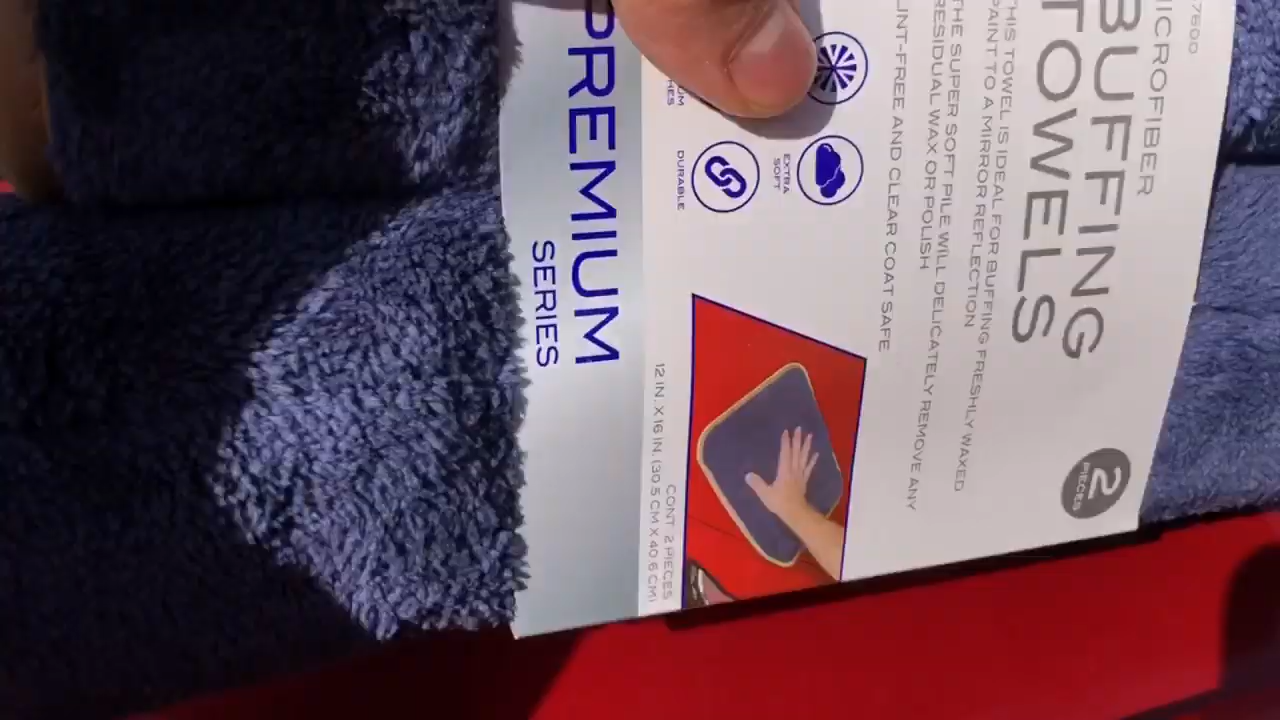 7500
MICROFIBER
BUFFING
TOWELS
2
PIECES
THIS TOWEL IS IDEAL FOR BUFFING FRESHLY WAXED
PAINT TO A MIRROR REFLECTION
THE SUPER SOFT PILE WILL DELICATELY REMOVE ANY
RESIDUAL WAX OR POLISH
LINT-FREE AND CLEAR COAT SAFE
EXTRA
SOFT
DURABLE
CONT. 2 PIECES
12 IN. X 16 IN. (30.5 CM X 40.6 CM)
PREMIUM
SERIES